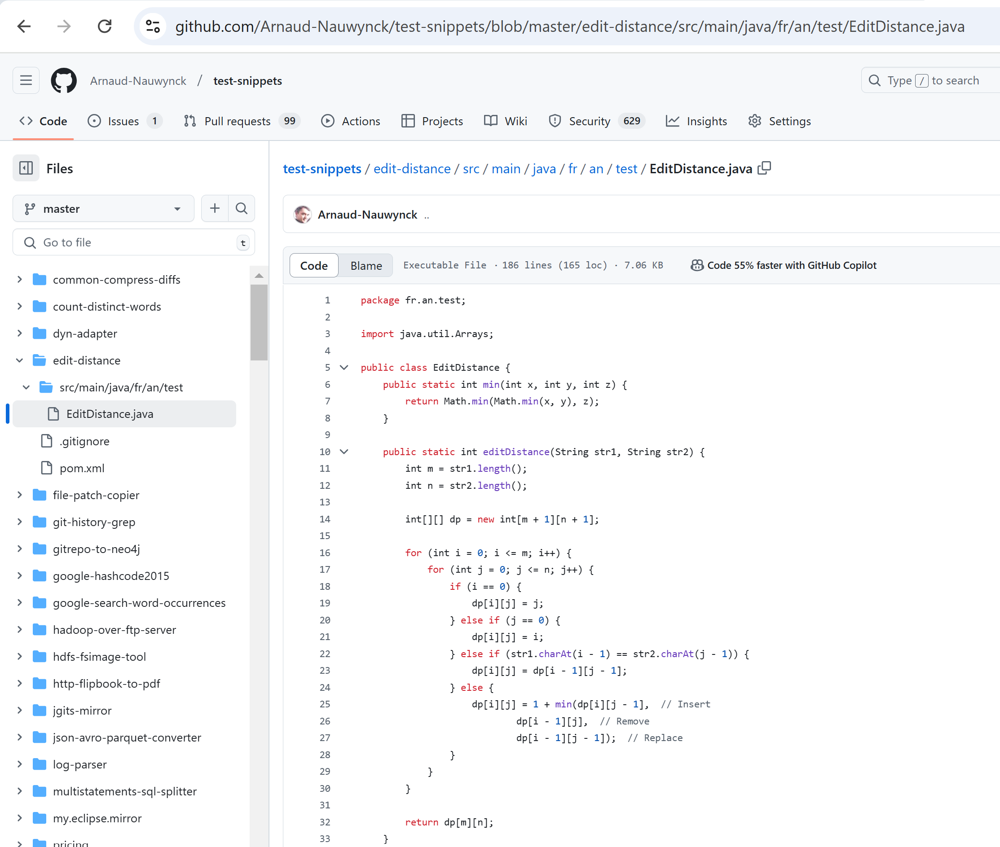 github.com/Arnaud-Nauwynck/test-snippets/blob/master/edit-distance/src/main/java/fr/an/test/EditDistance.java
Arnaud-Nauwynck / test-snippets
Type / to search
Code Issues 1 Pull requests 99 Actions Projects Wiki Security 629 Insights Settings
Files
master
Go to file t
common-compress-diffs
count-distinct-words
dyn-adapter
edit-distance
src/main/java/fr/an/test
EditDistance.java
.gitignore
pom.xml
file-patch-copier
git-history-grep
gitrepo-to-neo4j
google-hashcode2015
google-search-word-occurrences
hadoop-over-ftp-server
hdfs-fsimage-tool
http-flipbook-to-pdf
jgits-mirror
json-avro-parquet-converter
log-parser
multistatements-sql-splitter
my.eclipse.mirror
pricing
test-snippets / edit-distance / src / main / java / fr / an / test / EditDistance.java
Arnaud-Nauwynck ..
Code Blame Executable File · 186 lines (165 loc) · 7.06 KB Code 55% faster with GitHub Copilot
1 package fr.an.test;
2
3 import java.util.Arrays;
4
5 public class EditDistance {
6 public static int min(int x, int y, int z) {
7 return Math.min(Math.min(x, y), z);
8 }
9
10 public static int editDistance(String str1, String str2) {
11 int m = str1.length();
12 int n = str2.length();
13
14 int[][] dp = new int[m + 1][n + 1];
15
16 for (int i = 0; i <= m; i++) {
17 for (int j = 0; j <= n; j++) {
18 if (i == 0) {
19 dp[i][j] = j;
20 } else if (j == 0) {
21 dp[i][j] = i;
22 } else if (str1.charAt(i - 1) == str2.charAt(j - 1)) {
23 dp[i][j] = dp[i - 1][j - 1];
24 } else {
25 dp[i][j] = 1 + min(dp[i][j - 1], // Insert
26 dp[i - 1][j], // Remove
27 dp[i - 1][j - 1]); // Replace
28 }
29 }
30 }
31
32 return dp[m][n];
33 }